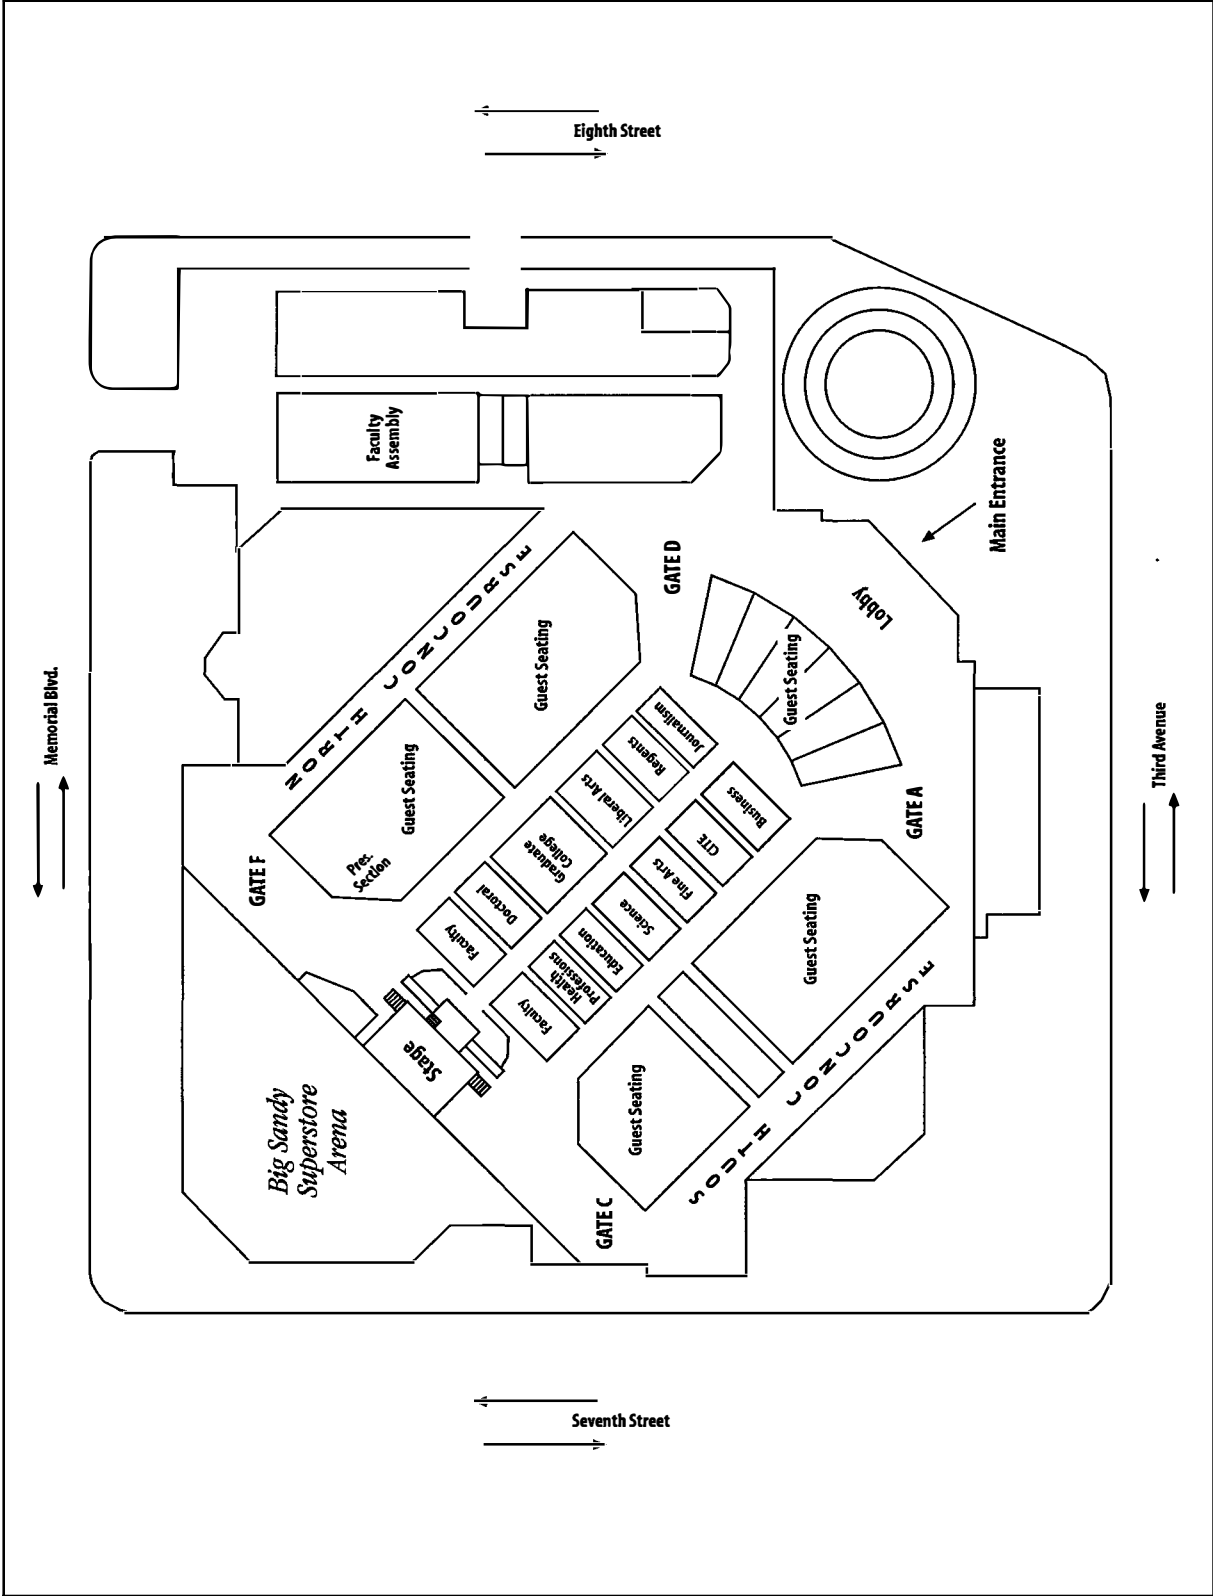 Eighth Street
Faculty
Assembly
Main Entrance
GATE D
Lobby
NORTH CONCOURSE
Guest Seating
Guest Seating
Memorial Blvd.
Guest Seating
Pres.
Section
GATE F
Journalism
Regents
Liberal Arts
Graduate
College
Doctoral
Faculty
Business
CITE
Fine Arts
Science
Education
Health
Professions
Faculty
Third Avenue
GATE A
Guest Seating
Guest Seating
SOUTH CONCOURSE
Stage
Big Sandy
Superstore
Arena
GATE C
Seventh Street